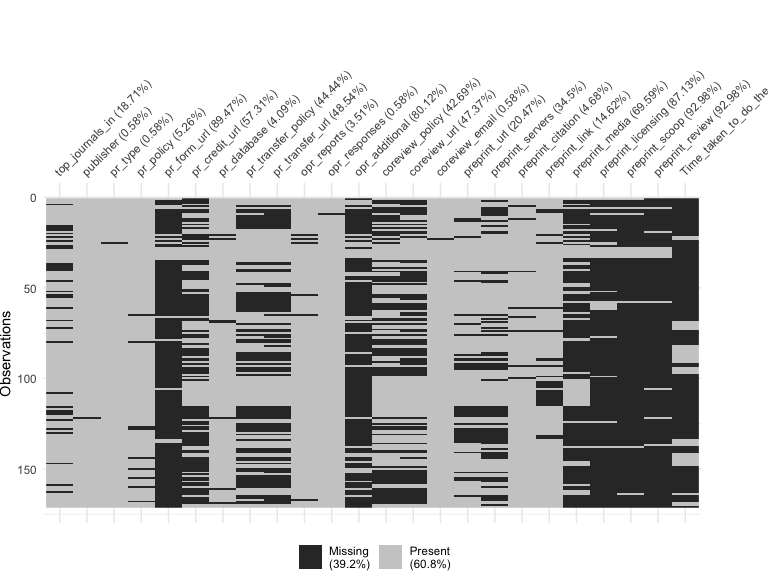 top_journals_in (18.71%)
publisher (0.58%)
pr_type (0.58%)
pr_policy (5.26%)
pr_form_url (89.47%)
pr_credit_url (57.31%)
pr_database (4.09%)
pr_transfer_policy (44.44%)
pr_transfer_url (48.54%)
opr_reports (3.51%)
opr_responses (0.58%)
opr_additional (80.12%)
coreview_policy (42.69%)
coreview_url (47.37%)
coreview_email (0.58%)
preprint_url (20.47%)
preprint_servers (34.5%)
preprint_citation (4.68%)
preprint_link (14.62%)
preprint_media (69.59%)
preprint_licensing (87.13%)
preprint_scoop (92.98%)
preprint_review (92.98%)
Time_taken_to_do_the
0
50
100
150
Observations
Missing
(39.2%)
Present
(60.8%)